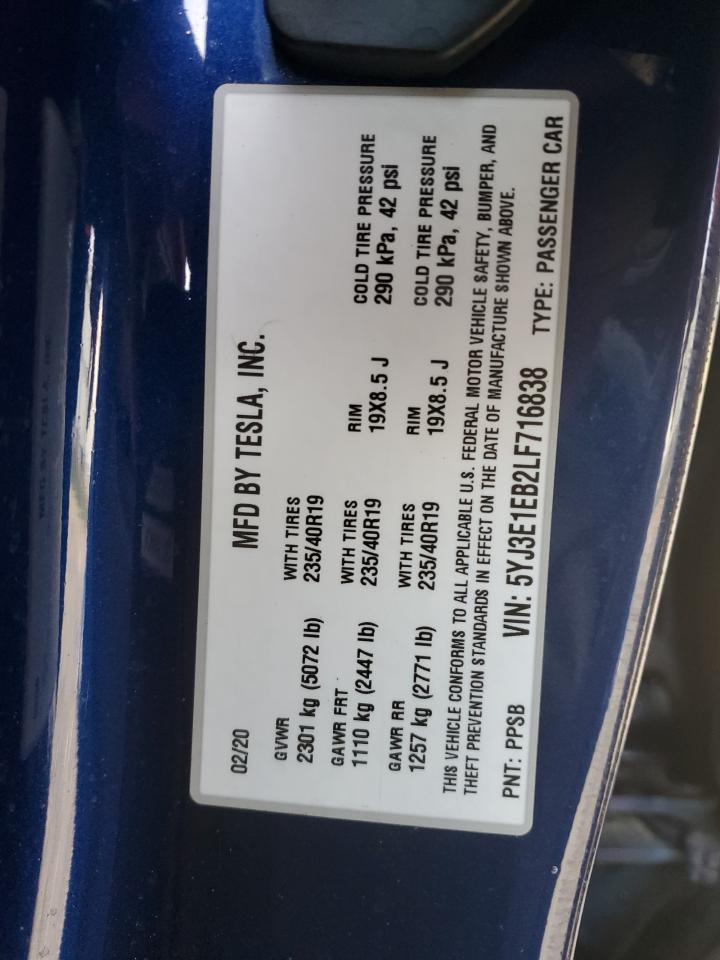 MFD BY TESLA, INC.
02/20
GVWR
2301 kg (5072 lb)
WITH TIRES
235/40R19
GAWR FRT
1110 kg (2447 lb)
WITH TIRES
235/40R19
RIM
19X8.5 J
COLD TIRE PRESSURE
290 kPa, 42 psi
GAWR RR
1257 kg (2771 lb)
WITH TIRES
235/40R19
RIM
19X8.5 J
COLD TIRE PRESSURE
290 kPa, 42 psi
THIS VEHICLE CONFORMS TO ALL APPLICABLE U.S. FEDERAL MOTOR VEHICLE SAFETY, BUMPER, AND
THEFT PREVENTION STANDARDS IN EFFECT ON THE DATE OF MANUFACTURE SHOWN ABOVE.
PNT: PPSB VIN: 5YJ3E1EB2LF716838 TYPE: PASSENGER CAR